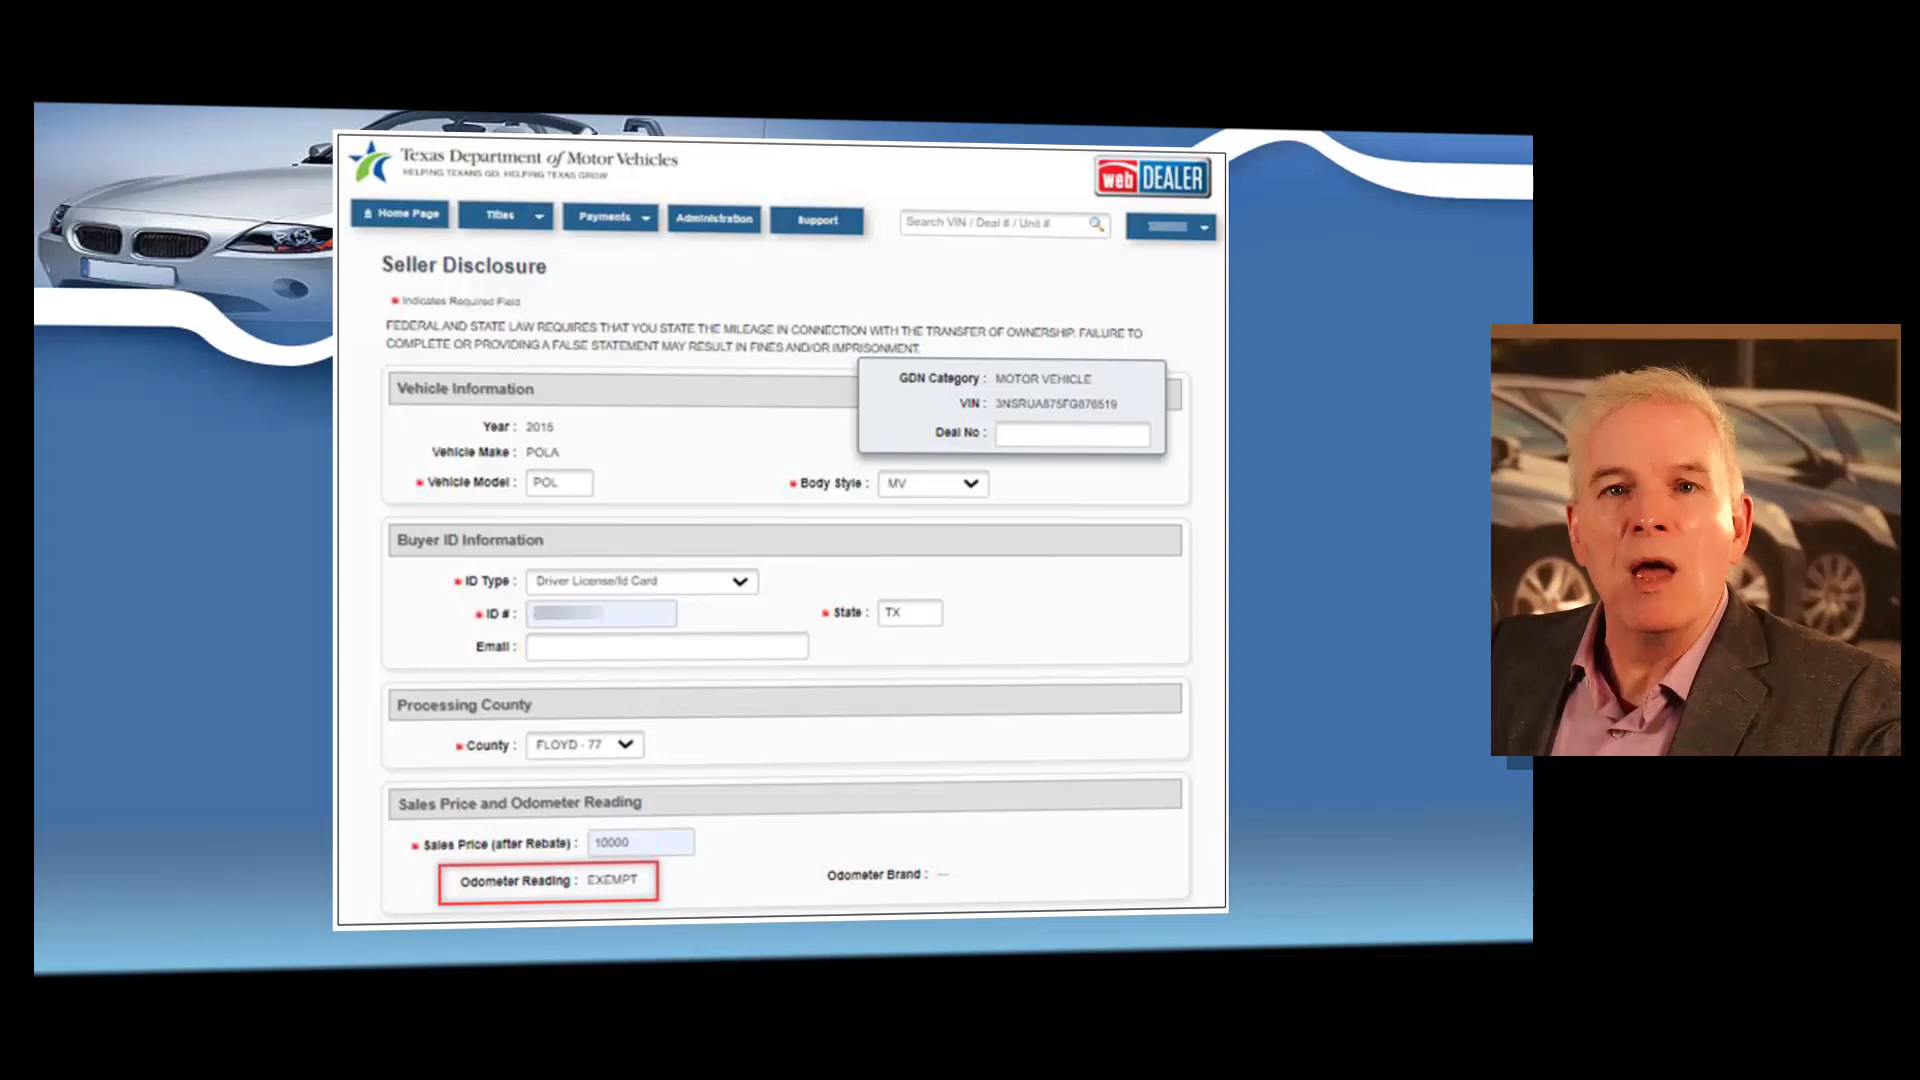 Texas Department of Motor Vehicles
HELPING TEXANS GO. HELPING TEXAS GROW
web DEALER
Home Page
Titles
Payments
Administration
Support
Search VIN / Deal # / Unit #
Seller Disclosure
* Indicates Required Field
FEDERAL AND STATE LAW REQUIRES THAT YOU STATE THE MILEAGE IN CONNECTION WITH THE TRANSFER OF OWNERSHIP. FAILURE TO
COMPLETE OR PROVIDING A FALSE STATEMENT MAY RESULT IN FINES AND/OR IMPRISONMENT.
GDN Category : MOTOR VEHICLE
VIN : 3NSRUA875FG876519
Deal No :
Vehicle Information
Year : 2015
Vehicle Make : POLA
* Vehicle Model : POL
* Body Style : MV
Buyer ID Information
* ID Type : Driver License/Id Card
* ID # :
* State : TX
Email :
Processing County
* County : FLOYD - 77
Sales Price and Odometer Reading
* Sales Price (after Rebate) : 10000
Odometer Reading : EXEMPT
Odometer Brand : —